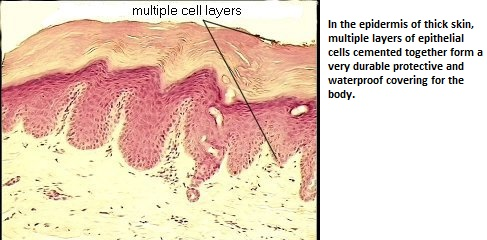 multiple cell layers
In the epidermis of thick skin,
multiple layers of epithelial
cells cemented together form a
very durable protective and
waterproof covering for the
body.